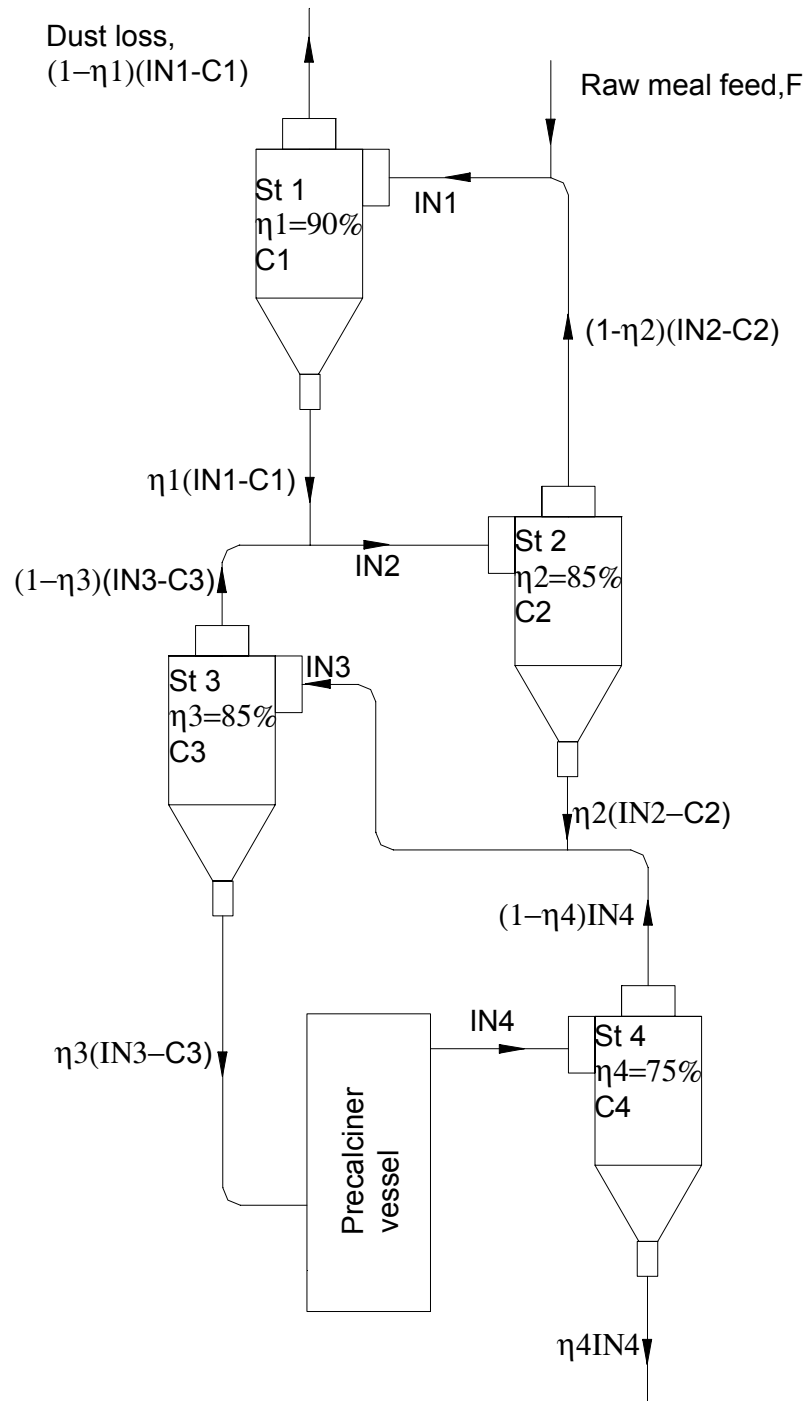 Dust loss,
(1−η1)(IN1-C1)
Raw meal feed,F
St 1
η1=90%
C1
IN1
(1-η2)(IN2-C2)
η1(IN1-C1)
St 2
η2=85%
C2
IN2
(1−η3)(IN3-C3)
IN3
St 3
η3=85%
C3
η2(IN2−C2)
(1−η4)IN4
IN4
St 4
η4=75%
C4
η3(IN3−C3)
Precalciner
vessel
η4IN4